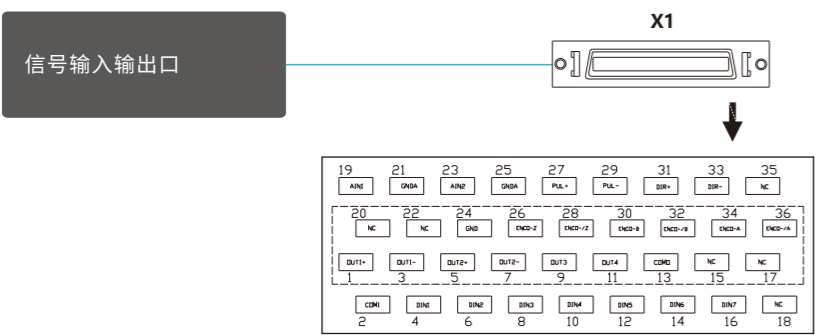 X1
信号输入输出口
19 21 23 25 27 29 31 33 35
AIN1 GNDA AIN2 GNDA PUL+ PUL- DIR+ DIR- NC
20 22 24 26 28 30 32 34 36
NC NC GND ENCO-Z ENCO-/Z ENCO-B ENCO-/B ENCO-A ENCO-/A
OUT1+ OUT1- OUT2+ OUT2- OUT3 OUT4 COMO NC NC
1 3 5 7 9 11 13 15 17
COMI DIN1 DIN2 DIN3 DIN4 DIN5 DIN6 DIN7 NC
2 4 6 8 10 12 14 16 18